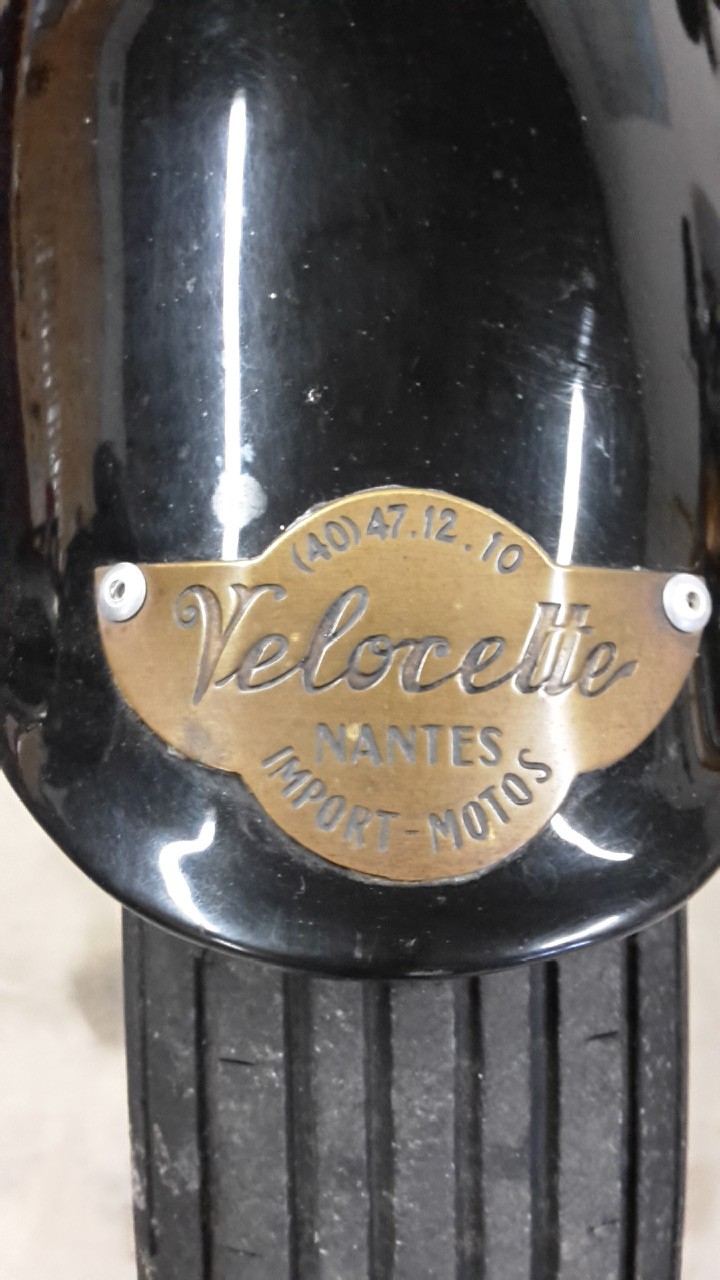 (40)47.12.10
Velocette
NANTES
IMPORT-MOTOS